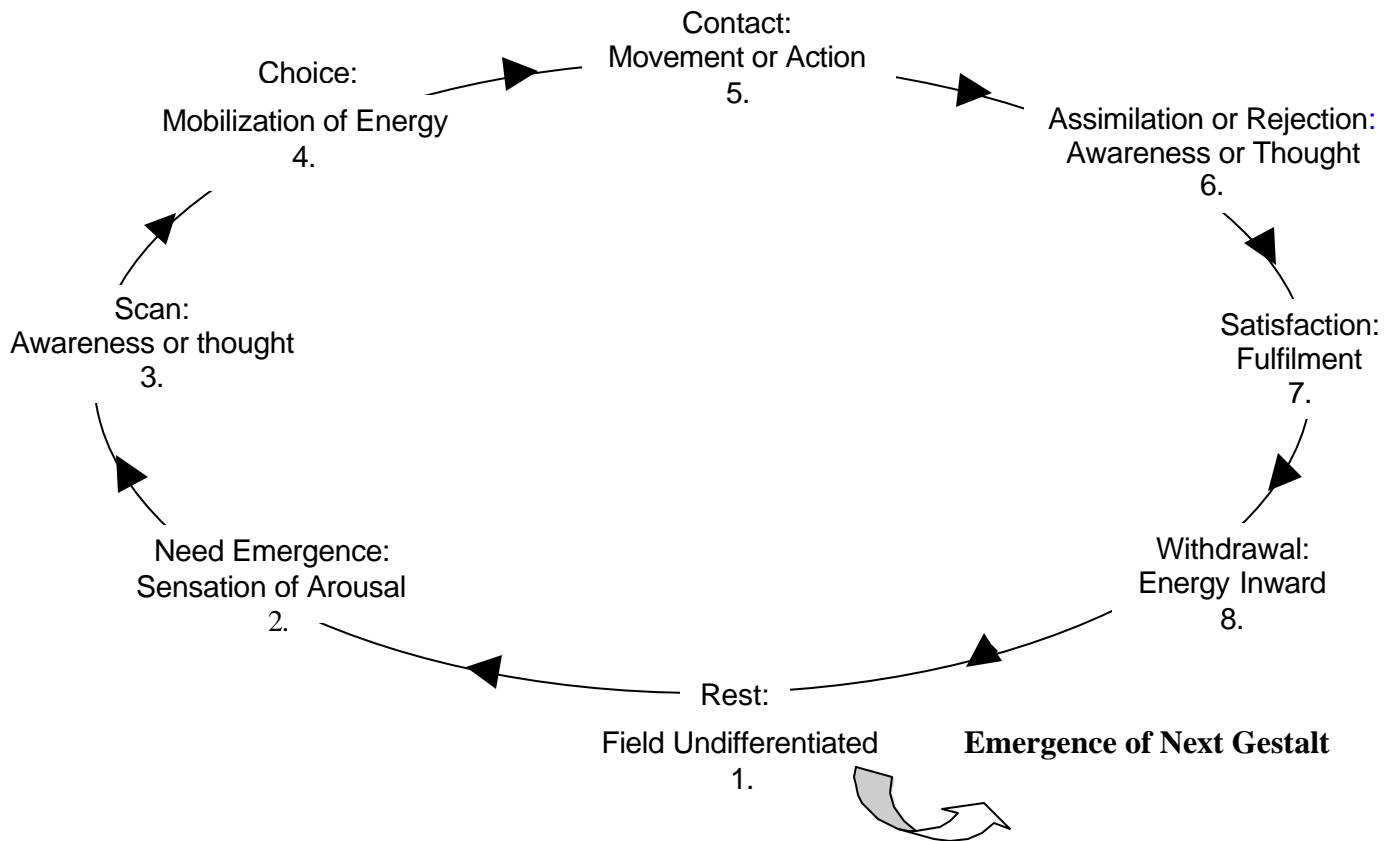 Contact:
Movement or Action
5.
Choice:
Mobilization of Energy
4.
Assimilation or Rejection:
Awareness or Thought
6.
Scan:
Awareness or thought
3.
Satisfaction:
Fulfilment
7.
Need Emergence:
Sensation of Arousal
2.
Withdrawal:
Energy Inward
8.
Rest:
Field Undifferentiated
1.
Emergence of Next Gestalt